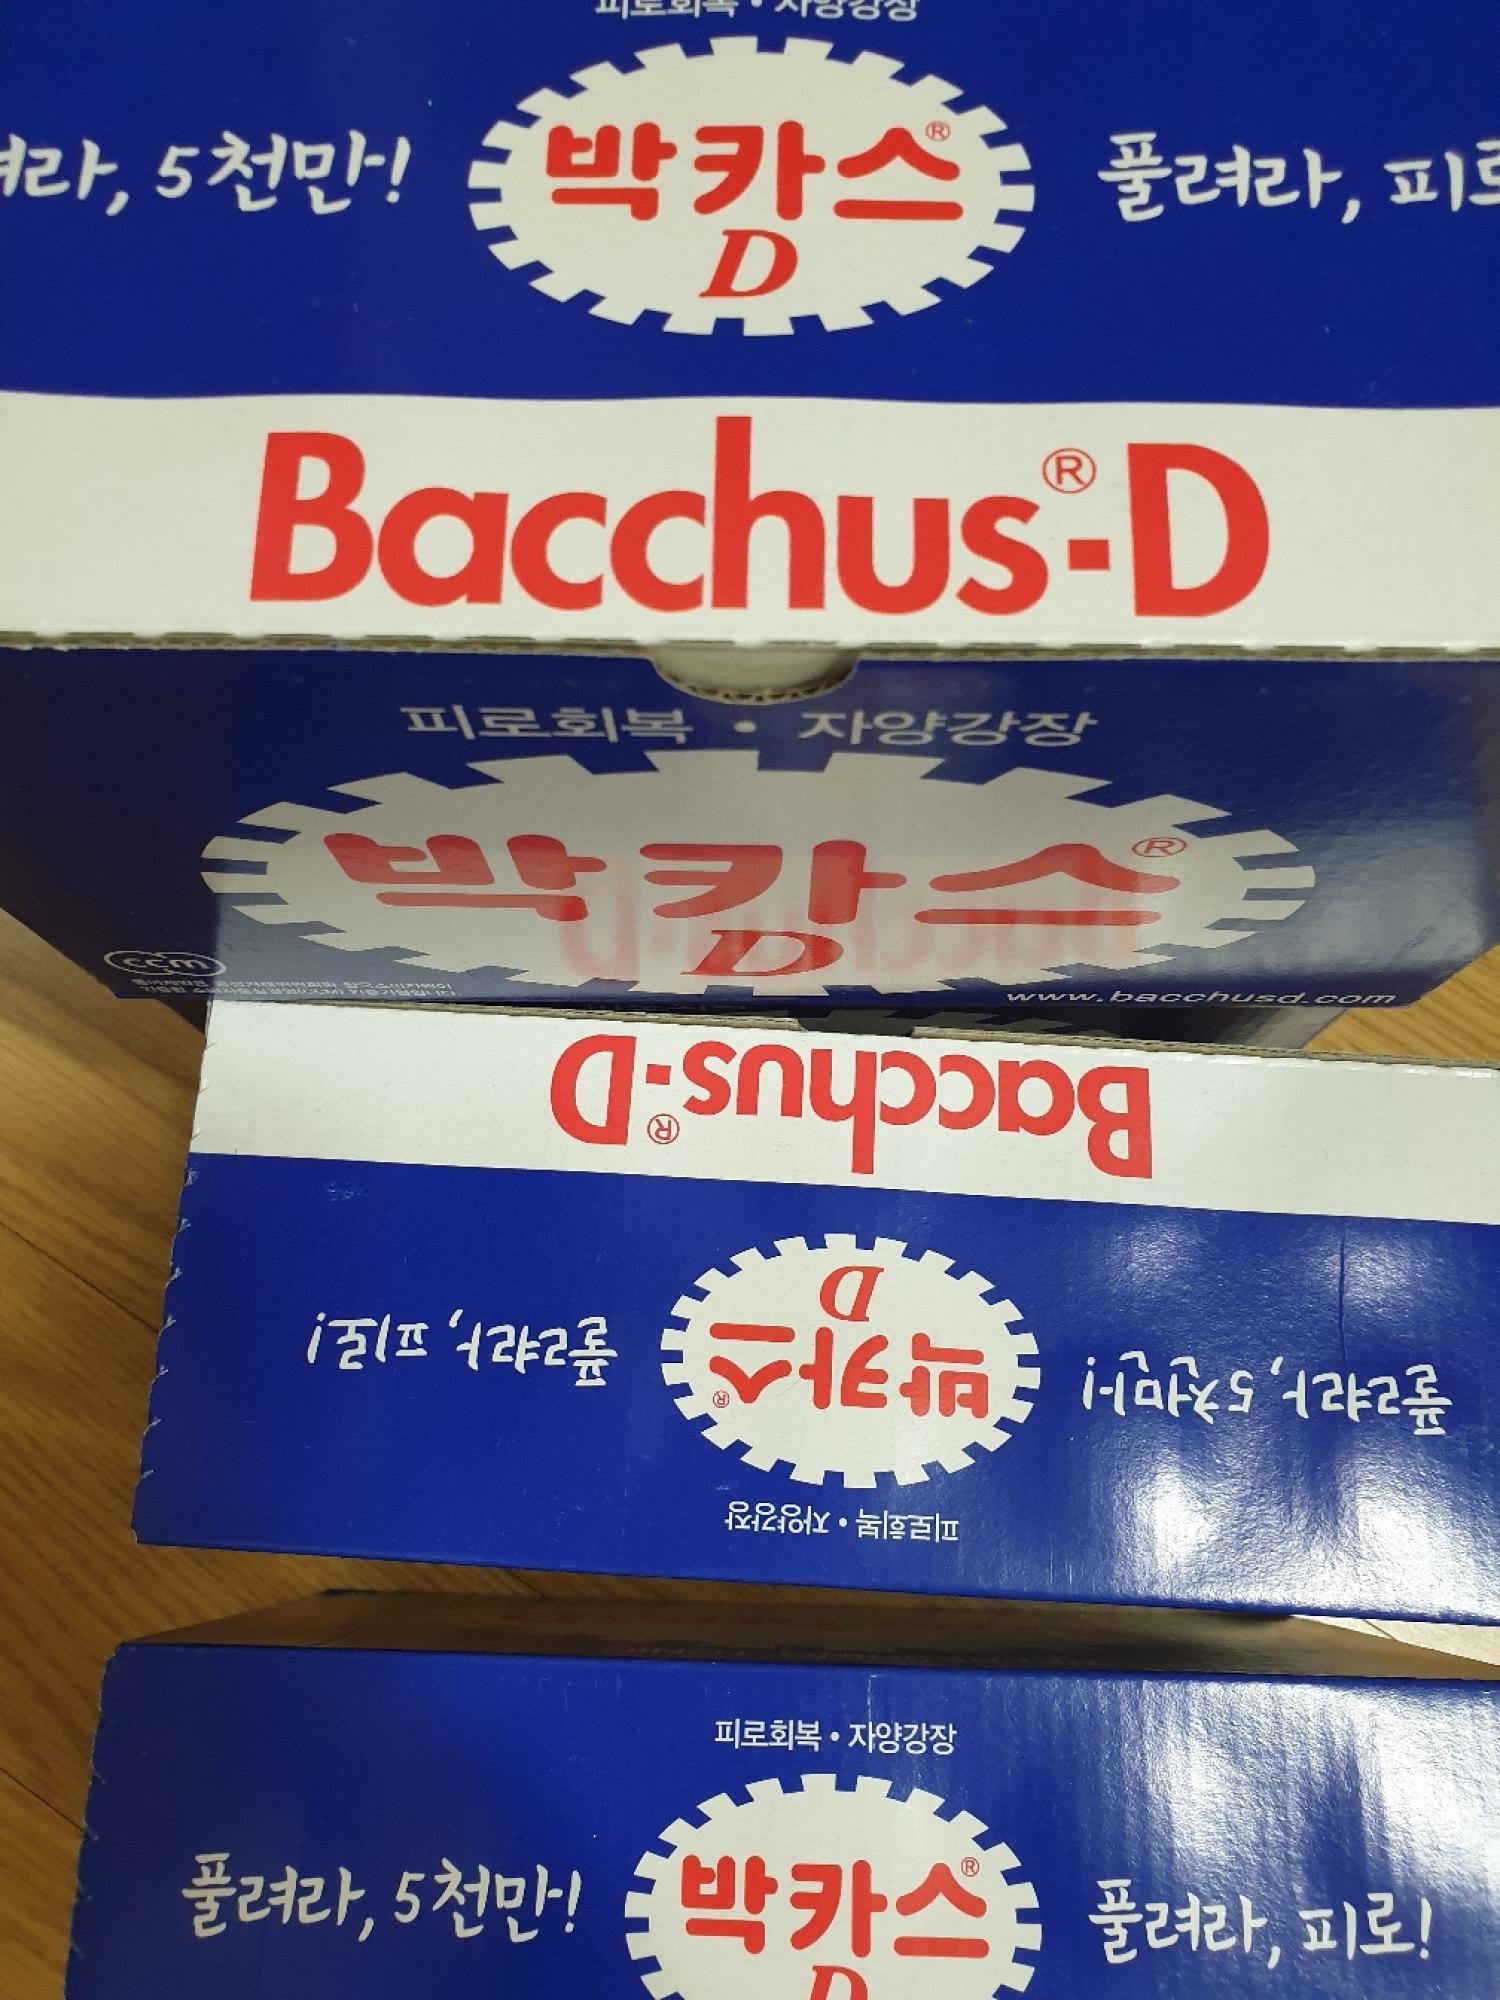 피로회복 • 자양강장
려라, 5천만!
박카스®
D
풀려라, 피로
Bacchus®-D
피로회복 • 자양강장
박카스®
D
ccm
www.bacchusd.com
Bacchus®-D
풀려라, 5천만!
박카스®
D
풀려라, 피로!
피로회복 • 자양강장
피로회복 • 자양강장
풀려라, 5천만!
박카스®
D
풀려라, 피로!